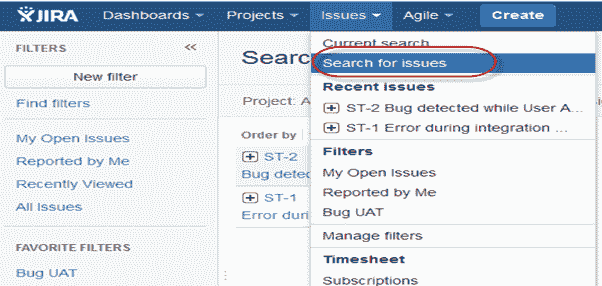 JIRA Dashboards Projects Issues Agile Create
FILTERS
New filter
Find filters
My Open Issues
Reported by Me
Recently Viewed
All Issues
FAVORITE FILTERS
Bug UAT
Searc
Project: A
Order by
ST-2
Bug detec
ST-1
Error duri
Current search
Search for issues
Recent issues
ST-2 Bug detected while User A...
ST-1 Error during integration ...
Filters
My Open Issues
Reported by Me
Bug UAT
Manage filters
Timesheet
Subscriptions